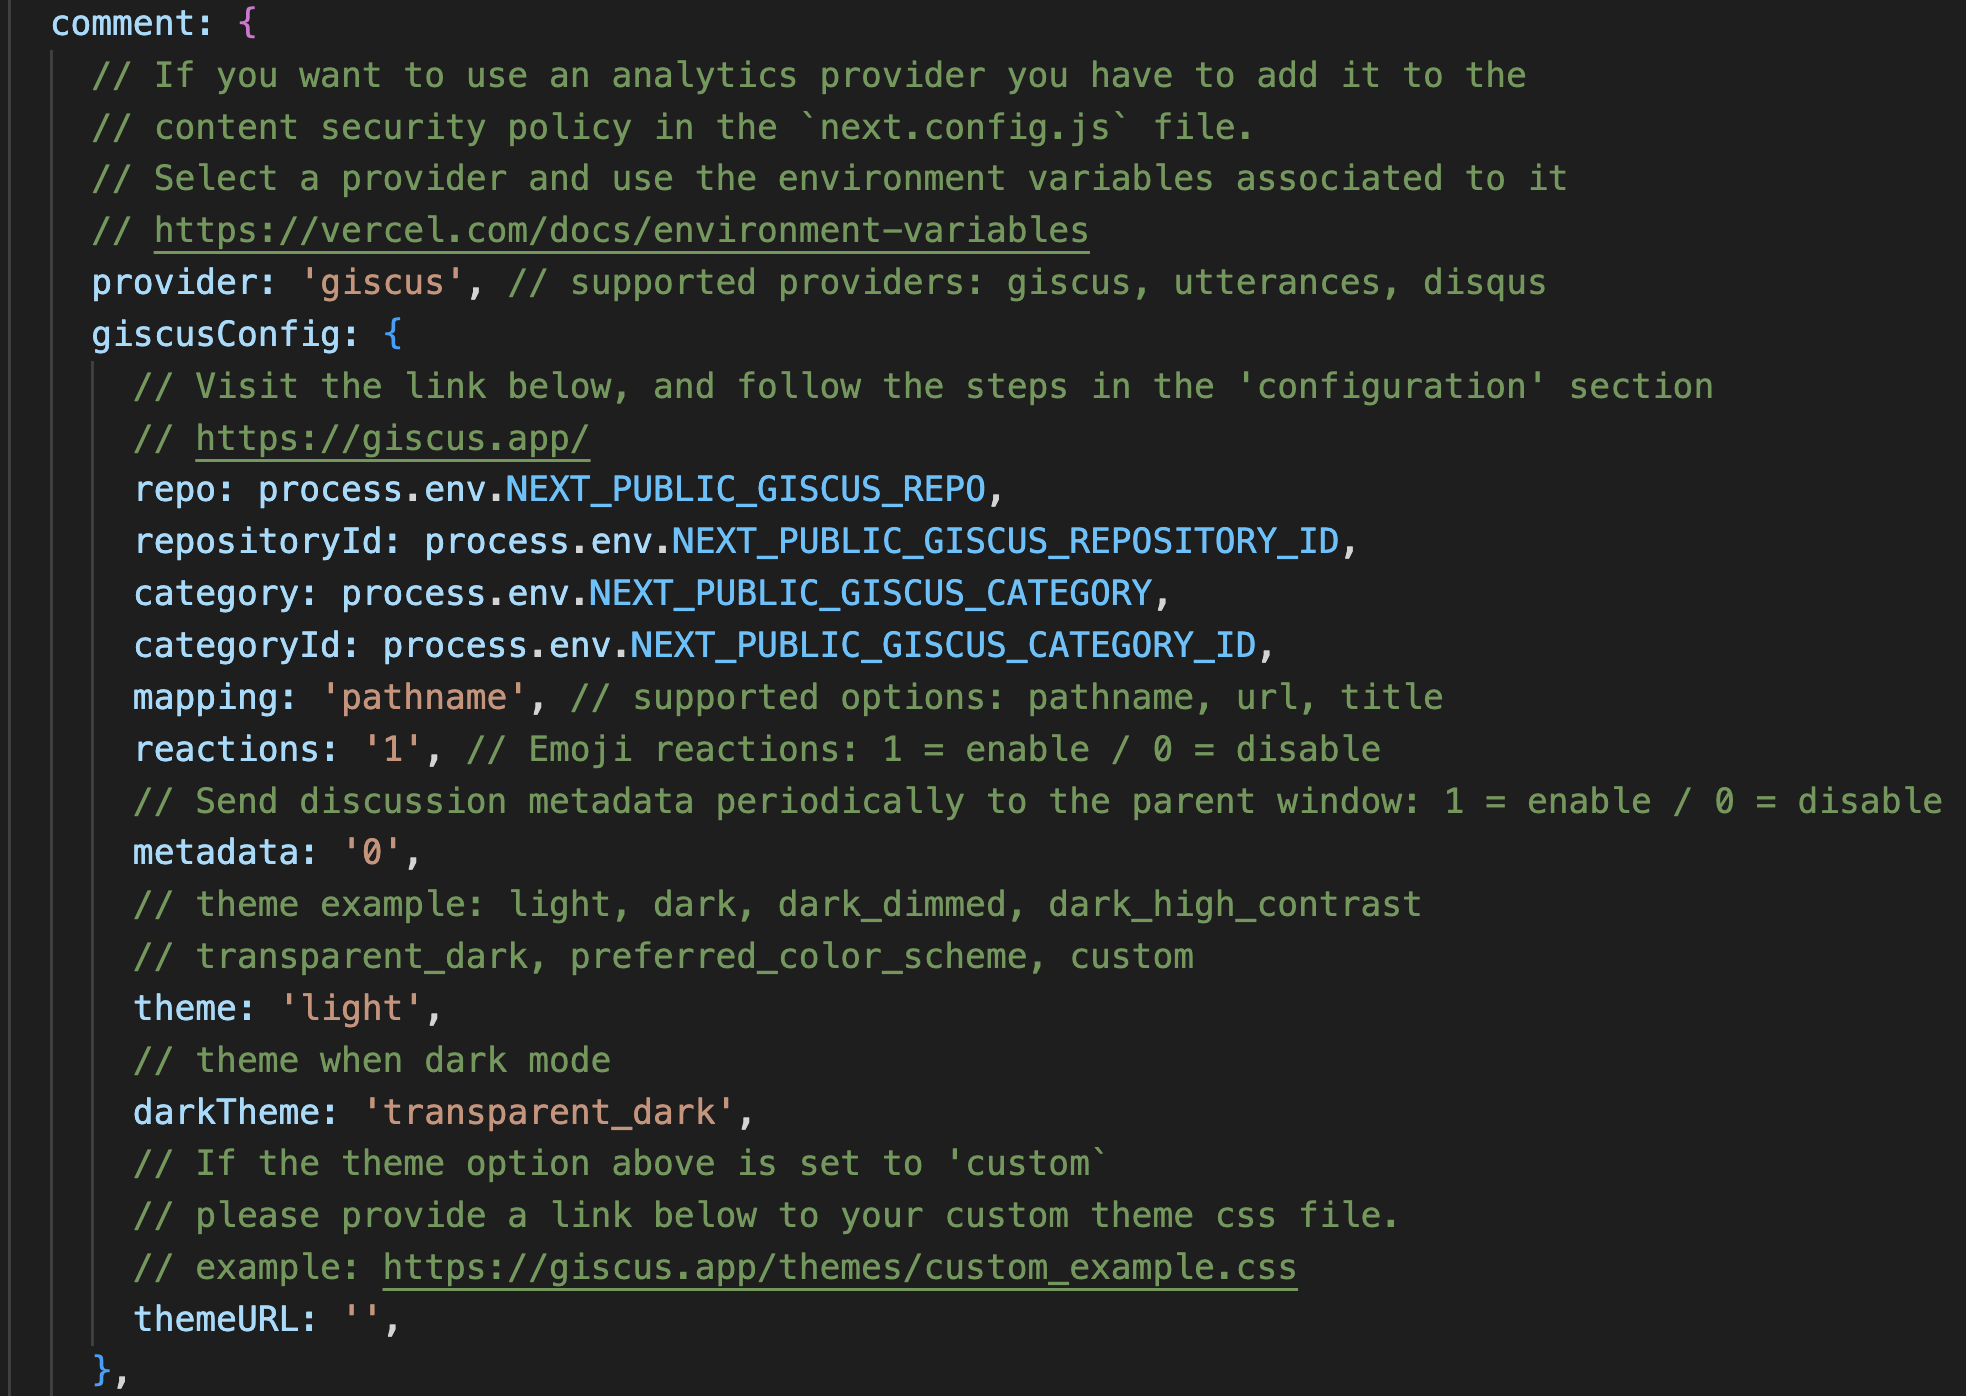 comment: {
// If you want to use an analytics provider you have to add it to the
// content security policy in the `next.config.js` file.
// Select a provider and use the environment variables associated to it
// https://vercel.com/docs/environment-variables
provider: 'giscus', // supported providers: giscus, utterances, disqus
giscusConfig: {
// Visit the link below, and follow the steps in the 'configuration' section
// https://giscus.app/
repo: process.env.NEXT_PUBLIC_GISCUS_REPO,
repositoryId: process.env.NEXT_PUBLIC_GISCUS_REPOSITORY_ID,
category: process.env.NEXT_PUBLIC_GISCUS_CATEGORY,
categoryId: process.env.NEXT_PUBLIC_GISCUS_CATEGORY_ID,
mapping: 'pathname', // supported options: pathname, url, title
reactions: '1', // Emoji reactions: 1 = enable / 0 = disable
// Send discussion metadata periodically to the parent window: 1 = enable / 0 = disable
metadata: '0',
// theme example: light, dark, dark_dimmed, dark_high_contrast
// transparent_dark, preferred_color_scheme, custom
theme: 'light',
// theme when dark mode
darkTheme: 'transparent_dark',
// If the theme option above is set to 'custom`
// please provide a link below to your custom theme css file.
// example: https://giscus.app/themes/custom_example.css
themeURL: '',
},